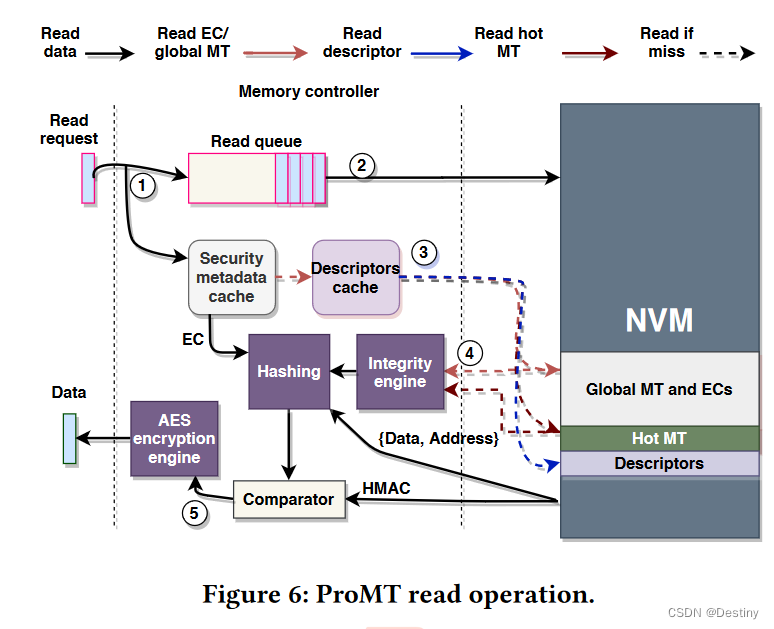 Read data
Read EC/ global MT
Read descriptor
Read hot MT
Read if miss
Memory controller
Read request
Read queue
1
2
Security metadata cache
Descriptors cache
3
NVM
EC
Hashing
Integrity engine
4
Global MT and ECs
Data
AES encryption engine
{Data, Address}
Hot MT
Descriptors
Comparator
HMAC
5
Figure 6: ProMT read operation.
CSDN @Destiny